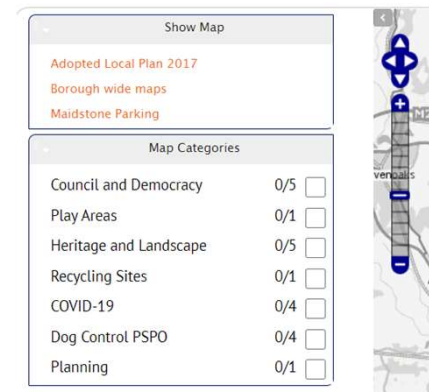 Show Map
Adopted Local Plan 2017
Borough wide maps
Maidstone Parking
Map Categories
Council and Democracy 0/5
Play Areas 0/1
Heritage and Landscape 0/5
Recycling Sites 0/1
COVID-19 0/4
Dog Control PSPO 0/4
Planning 0/1
venoaks